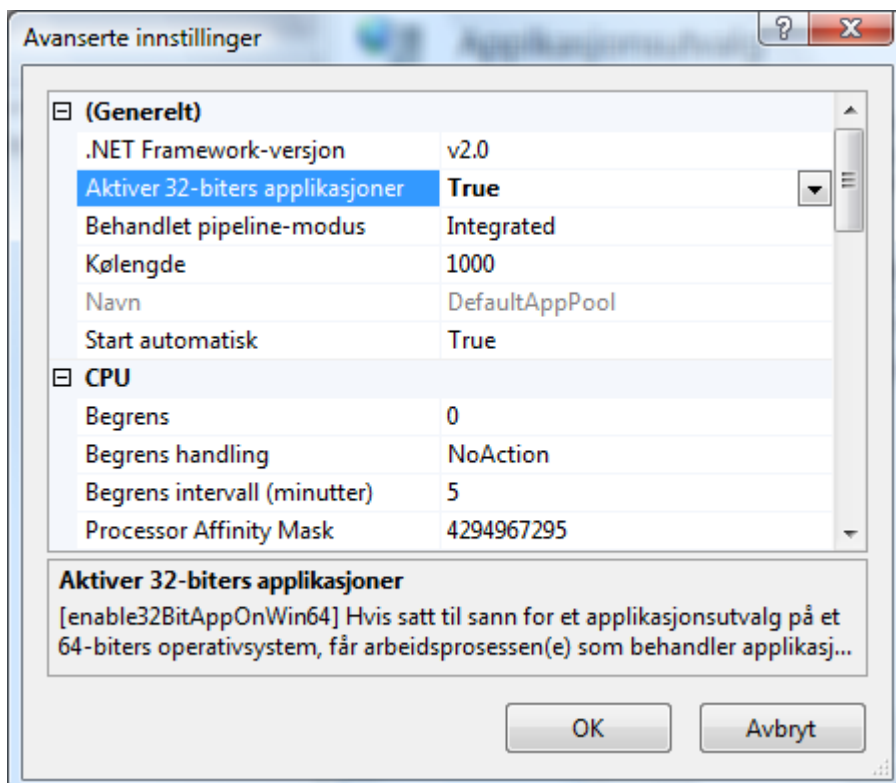 Avanserte innstillinger
(Generelt)
.NET Framework-versjon v2.0
Aktiver 32-biters applikasjoner True
Behandlet pipeline-modus Integrated
Kølengde 1000
Navn DefaultAppPool
Start automatisk True
CPU
Begrens 0
Begrens handling NoAction
Begrens intervall (minutter) 5
Processor Affinity Mask 4294967295
Aktiver 32-biters applikasjoner
[enable32BitAppOnWin64] Hvis satt til sann for et applikasjonsutvalg på et
64-biters operativsystem, får arbeidsprosessen(e) som behandler applikasj...
OK Avbryt